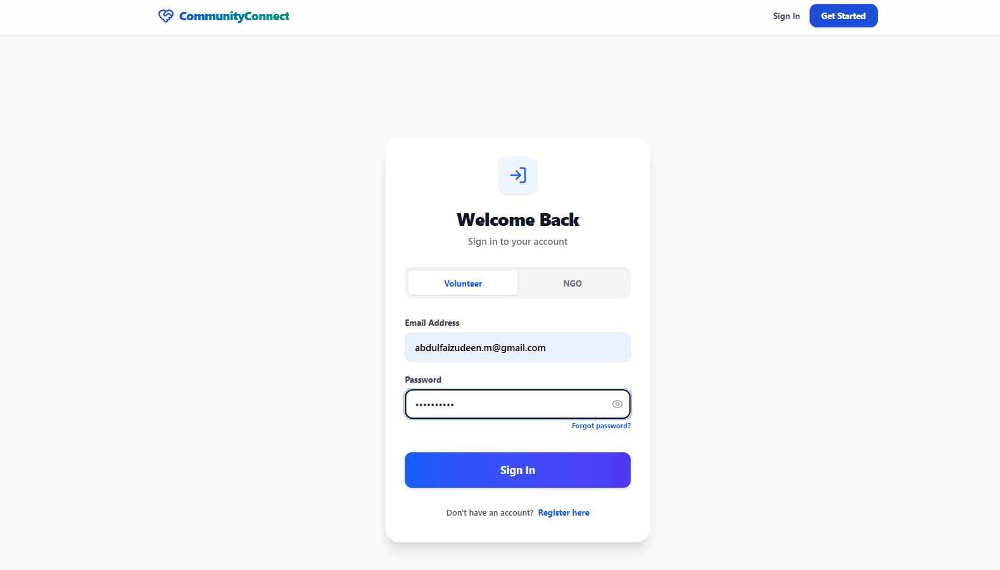 CommunityConnect
Sign In
Get Started
Welcome Back
Sign in to your account
Volunteer
NGO
Email Address
abdulfaizudeen.m@gmail.com
Password
••••••••••
Forgot password?
Sign In
Don't have an account? Register here